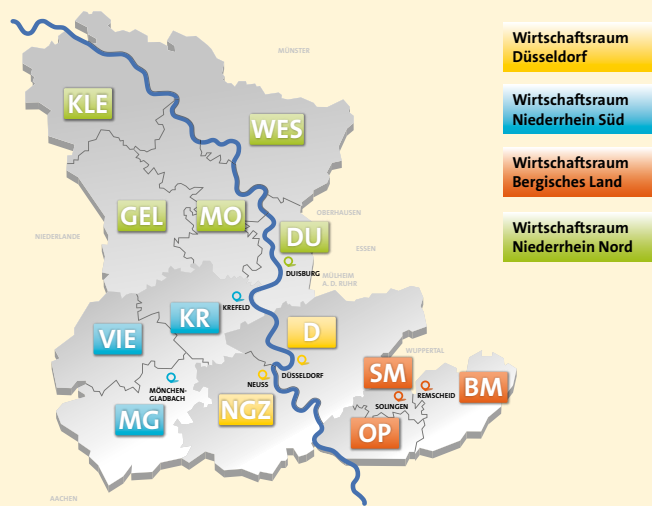 Wirtschaftsraum
Düsseldorf
Wirtschaftsraum
Niederrhein Süd
Wirtschaftsraum
Bergisches Land
Wirtschaftsraum
Niederrhein Nord
MÜNSTER
KLE
WES
GEL
MO
DU
OBERHAUSEN
NIEDERLANDE
ESSEN
DUISBURG
MÜLHEIM
A. D. RUHR
KREFELD
KR
D
VIE
WUPPERTAL
DÜSSELDORF
NEUSS
SM
BM
MÖNCHEN-
GLADBACH
REMSCHEID
SOLINGEN
NGZ
MG
OP
AACHEN